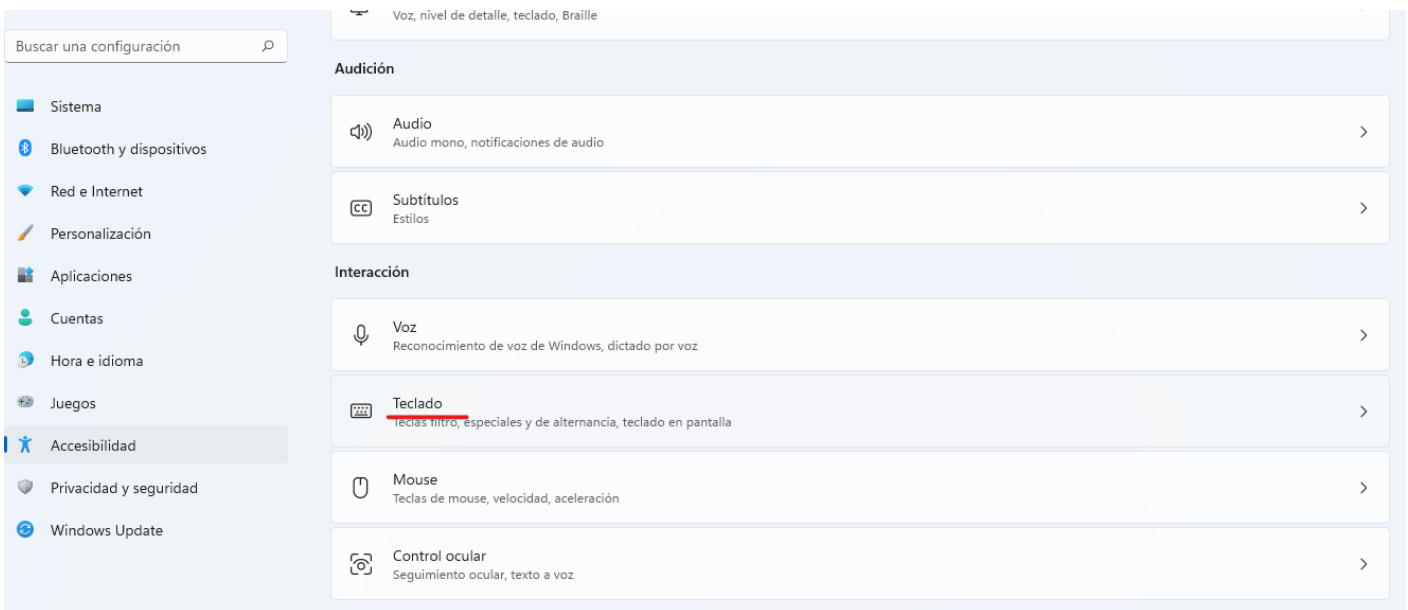 Buscar una configuración
Sistema
Bluetooth y dispositivos
Red e Internet
Personalización
Aplicaciones
Cuentas
Hora e idioma
Juegos
Accesibilidad
Privacidad y seguridad
Windows Update
Voz, nivel de detalle, teclado, Braille
Audición
Audio
Audio mono, notificaciones de audio
Subtítulos
Estilos
Interacción
Voz
Reconocimiento de voz de Windows, dictado por voz
Teclado
Teclas filtro, especiales y de alternancia, teclado en pantalla
Mouse
Teclas de mouse, velocidad, aceleración
Control ocular
Seguimiento ocular, texto a voz